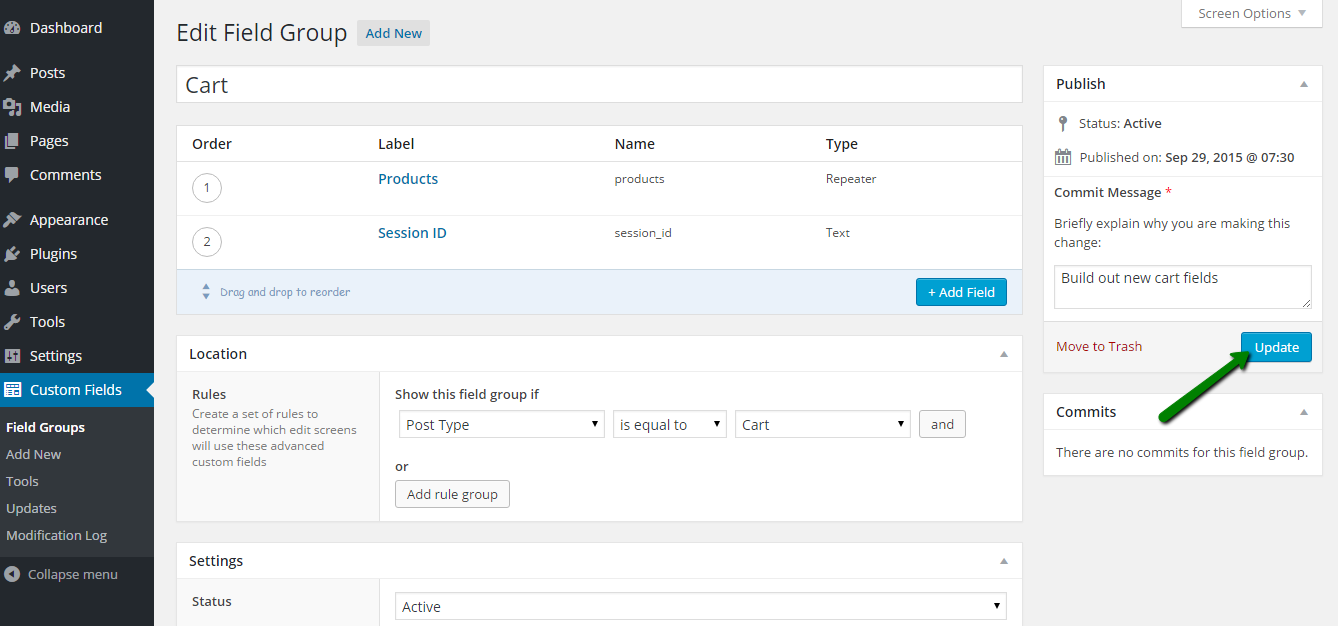 Dashboard
Posts
Media
Pages
Comments
Appearance
Plugins
Users
Tools
Settings
Custom Fields
Field Groups
Add New
Tools
Updates
Modification Log
Collapse menu
Screen Options
Edit Field Group Add New
Cart
Order Label Name Type
1 Products products Repeater
2 Session ID session_id Text
Drag and drop to reorder + Add Field
Location
Rules
Create a set of rules to
determine which edit screens
will use these advanced
custom fields
Show this field group if
Post Type is equal to Cart and
or
Add rule group
Settings
Status
Active
Publish
Status: Active
Published on: Sep 29, 2015 @ 07:30
Commit Message *
Briefly explain why you are making this
change:
Build out new cart fields
Move to Trash Update
Commits
There are no commits for this field group.